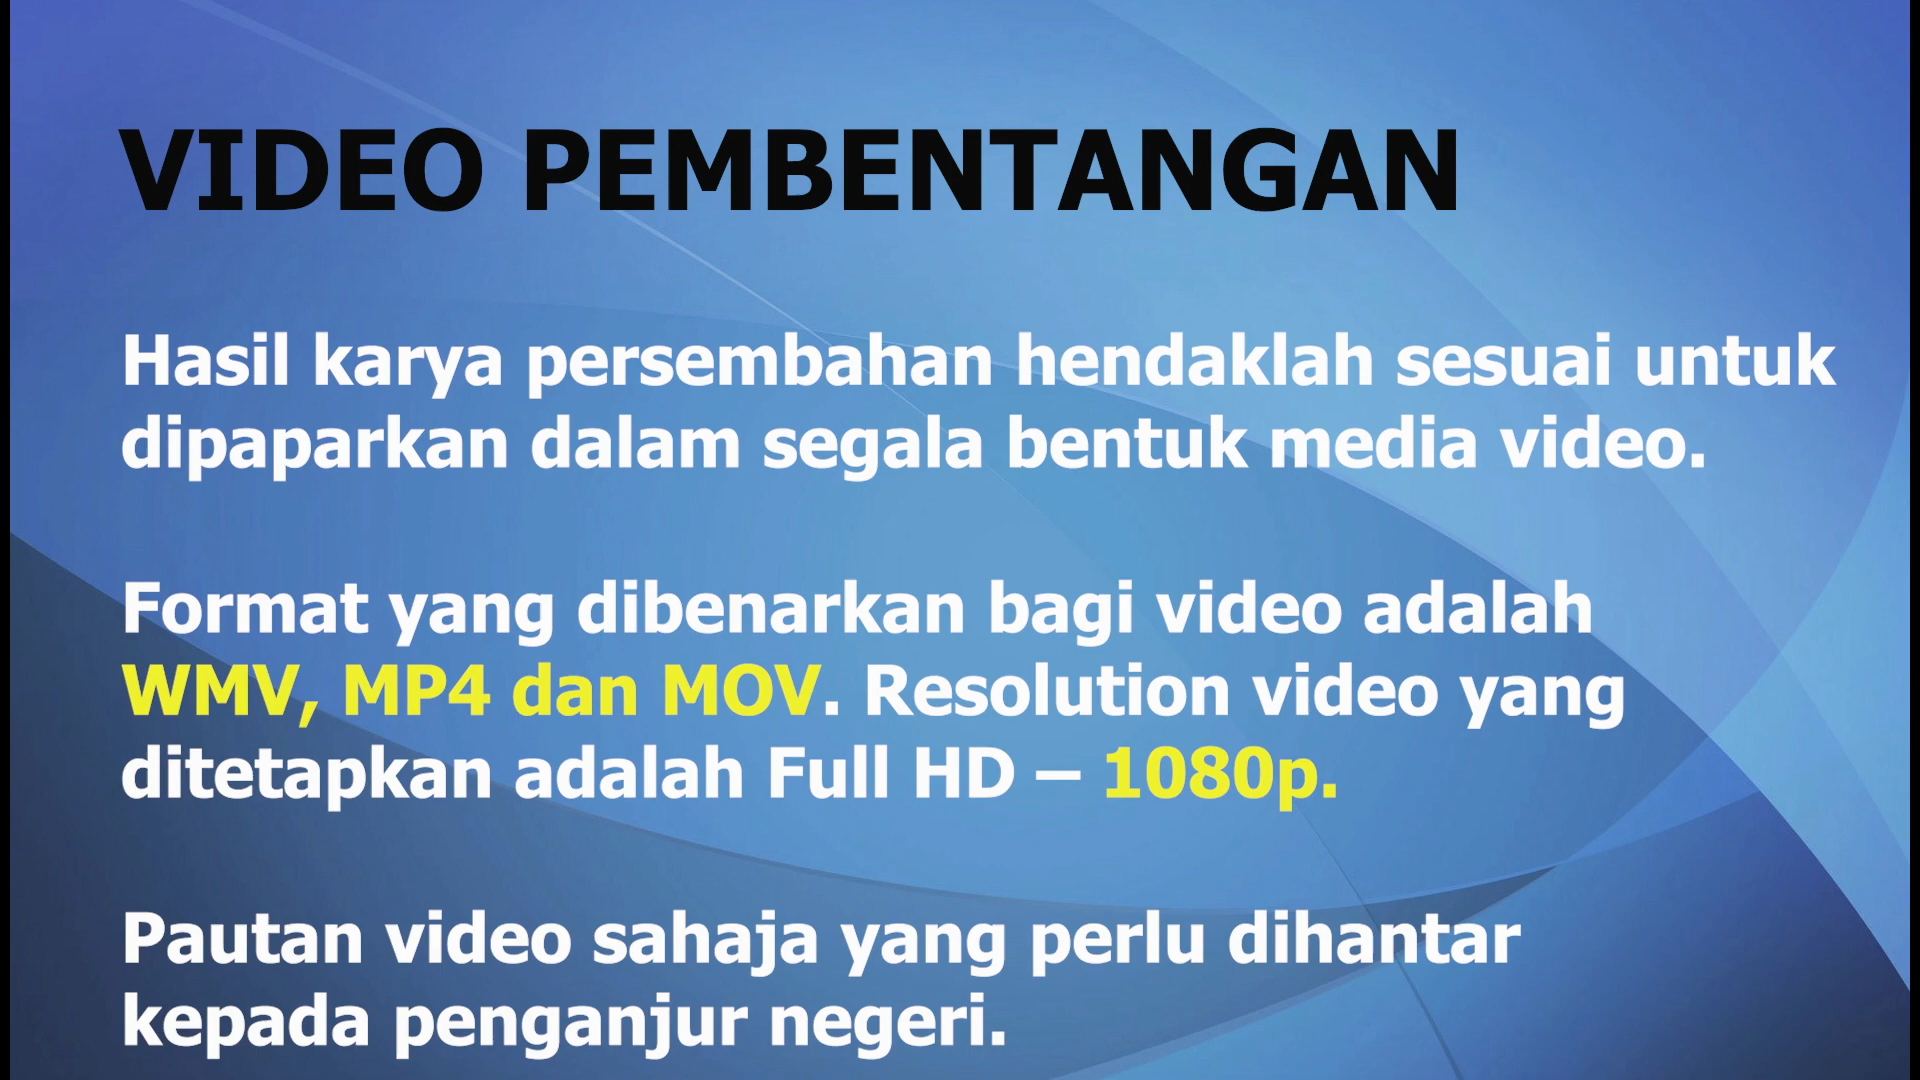 VIDEO PEMBENTANGAN
Hasil karya persembahan hendaklah sesuai untuk
dipaparkan dalam segala bentuk media video.
Format yang dibenarkan bagi video adalah
WMV, MP4 dan MOV. Resolution video yang
ditetapkan adalah Full HD – 1080p.
Pautan video sahaja yang perlu dihantar
kepada penganjur negeri.